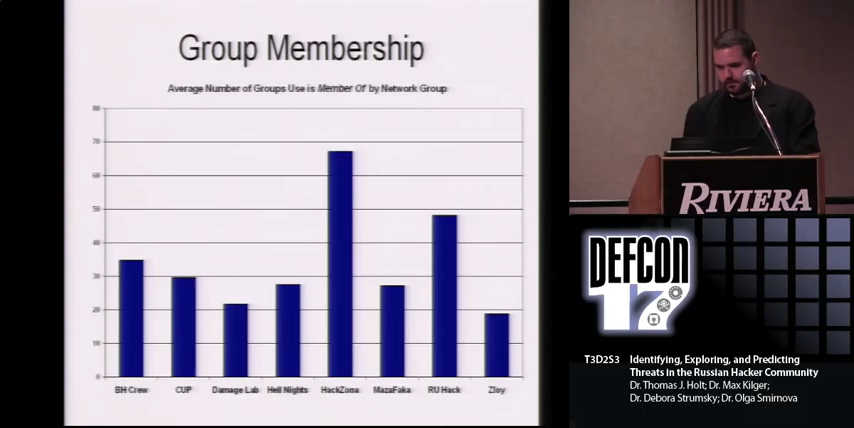 Group Membership
Average Number of Groups Use is Member Of by Network Group
80
70
60
50
40
30
20
10
0
BH Crew CUP Damage Lab Hell Nights HackZona MazaFaka RU Hack Zloy
RIVIERA
DEFCON
17
T3D2S3 Identifying, Exploring, and Predicting
Threats in the Russian Hacker Community
Dr. Thomas J. Holt; Dr. Max Kilger;
Dr. Debora Strumsky; Dr. Olga Smirnova